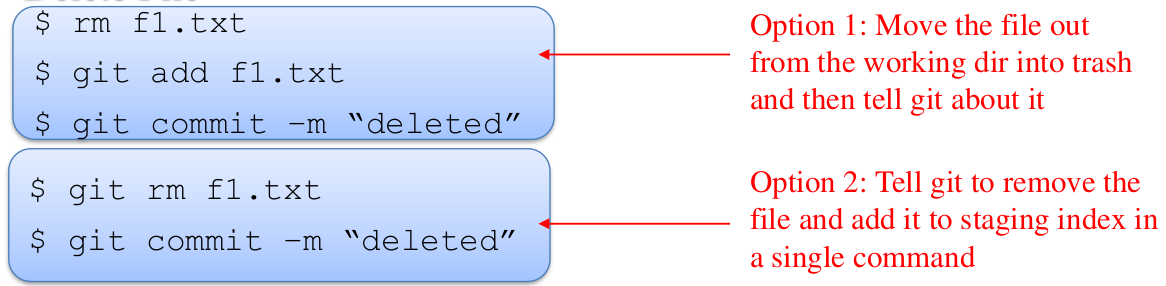 $ rm f1.txt
$ git add f1.txt
$ git commit –m “deleted”
Option 1: Move the file out
from the working dir into trash
and then tell git about it
$ git rm f1.txt
$ git commit –m “deleted”
Option 2: Tell git to remove the
file and add it to staging index in
a single command